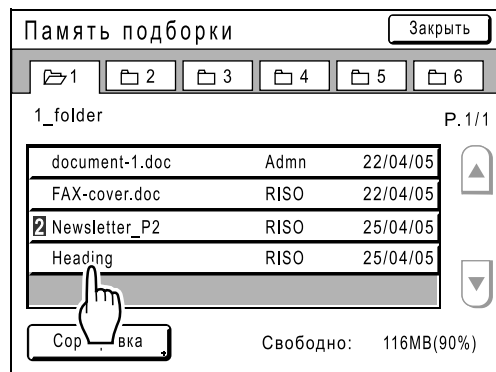 Память подборки Закрыть
1 2 3 4 5 6
1_folder P.1/1
document-1.doc Admn 22/04/05
FAX-cover.doc RISO 22/04/05
2 Newsletter_P2 RISO 25/04/05
Heading RISO 25/04/05
Свободно: 116MB(90%)